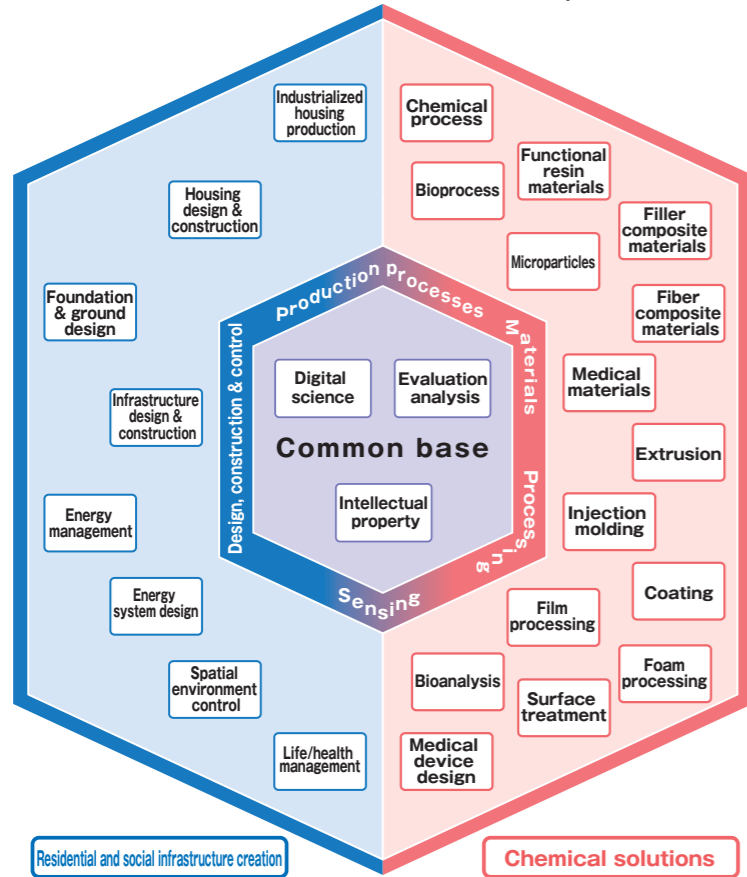 Industrialized
housing
production
Housing
design &
construction
Foundation
& ground
design
Infrastructure
design &
construction
Energy
management
Energy
system design
Spatial
environment
control
Life/health
management
Chemical
process
Bioprocess
Functional
resin
materials
Filler
composite
materials
Microparticles
Fiber
composite
materials
Medical
materials
Extrusion
Injection
molding
Coating
Film
processing
Foam
processing
Bioanalysis
Surface
treatment
Medical
device
design
Production processes
Materials
Processing
Sensing
Design, construction & control
Digital
science
Evaluation
analysis
Common base
Intellectual
property
Residential and social infrastructure creation
Chemical solutions